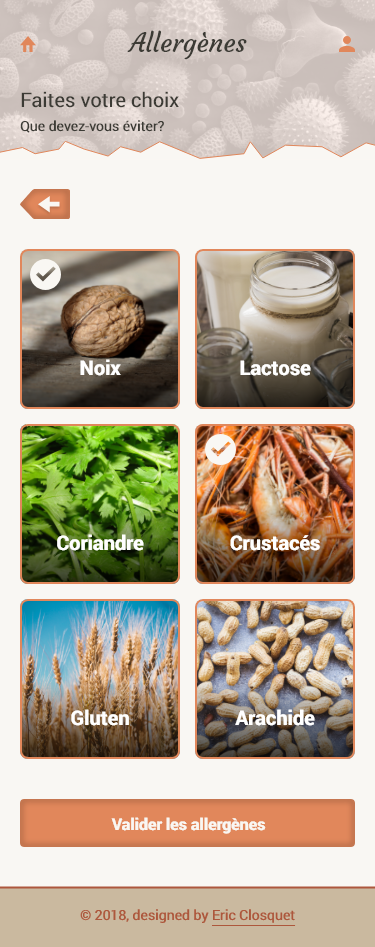 Allergènes
Faites votre choix
Que devez-vous éviter?
Noix
Lactose
Coriandre
Crustacés
Gluten
Arachide
Valider les allergènes
© 2018, designed by Eric Closquet